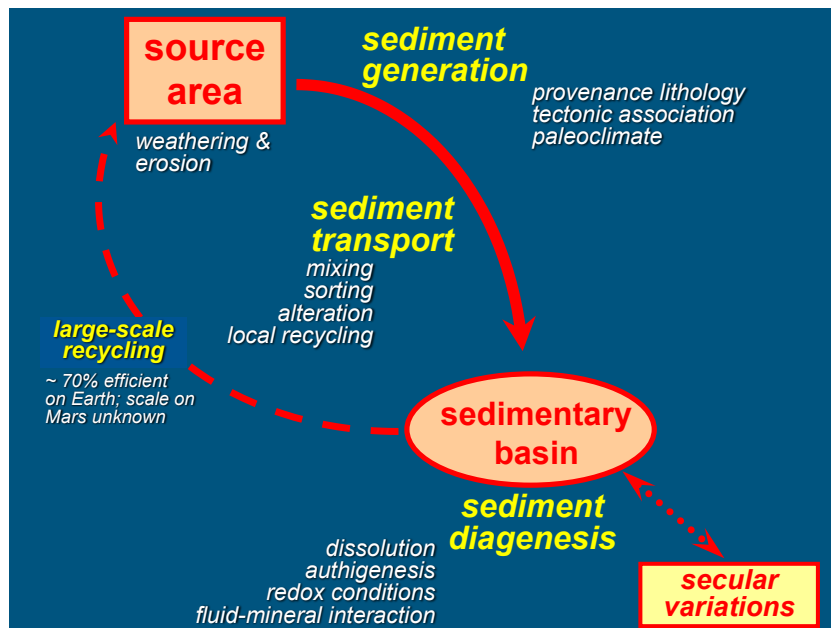 source
area
sediment
generation
provenance lithology
tectonic association
paleoclimate
weathering &
erosion
sediment
transport
mixing
sorting
alteration
local recycling
large-scale
recycling
~ 70% efficient
on Earth; scale on
Mars unknown
sedimentary
basin
sediment
diagenesis
dissolution
authigenesis
redox conditions
fluid-mineral interaction
secular
variations